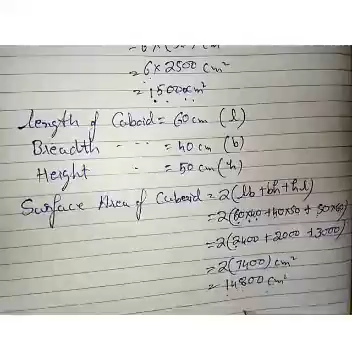 = 6 × 2500 cm²
= 15000 cm²
Length of Cuboid = 60 cm (l)
Breadth " " = 40 cm (b)
Height " = 50 cm (h)
Surface Area of Cuboid = 2(lb + bh + hl)
= 2(60×40 + 40×50 + 50×60)
= 2(2400 + 2000 + 3000)
= 2(7400) cm²
= 14800 cm²